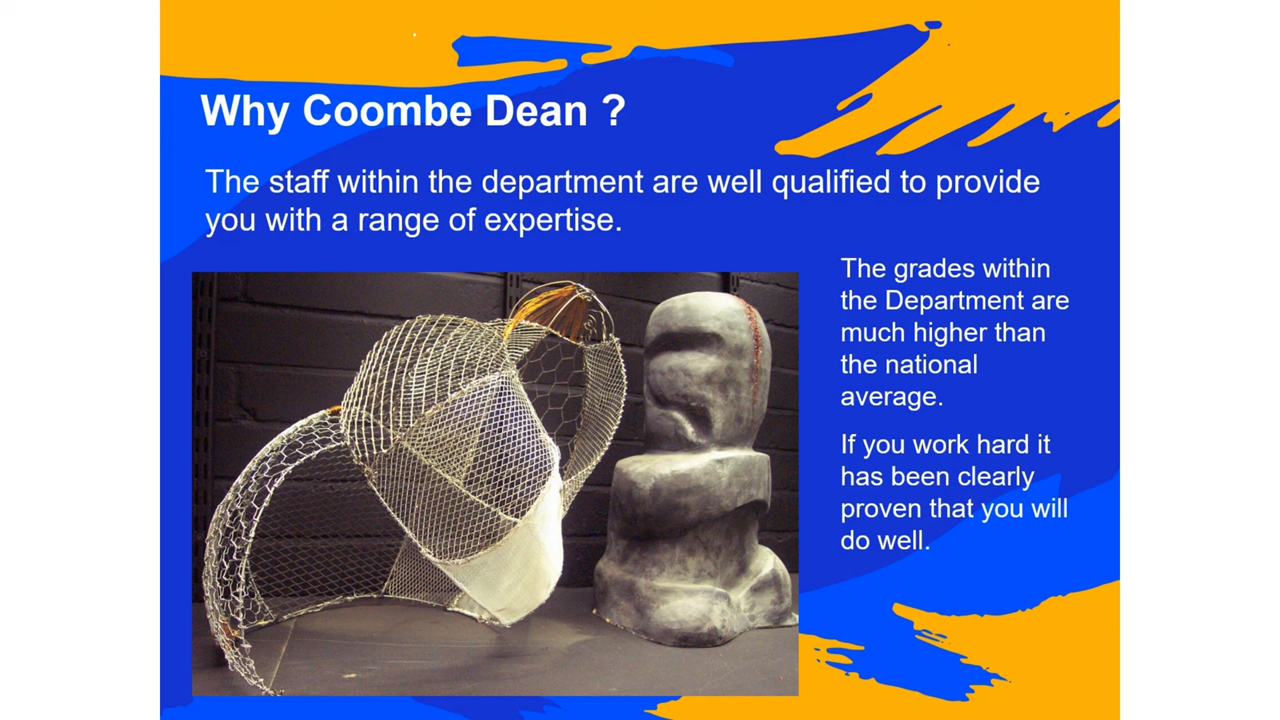 Why Coombe Dean ?
The staff within the department are well qualified to provide
you with a range of expertise.
The grades within
the Department are
much higher than
the national
average.
If you work hard it
has been clearly
proven that you will
do well.